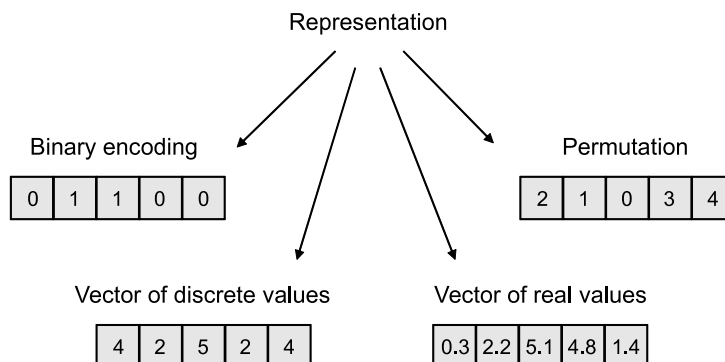 Representation
Binary encoding
0 1 1 0 0
Permutation
2 1 0 3 4
Vector of discrete values
4 2 5 2 4
Vector of real values
0.3 2.2 5.1 4.8 1.4